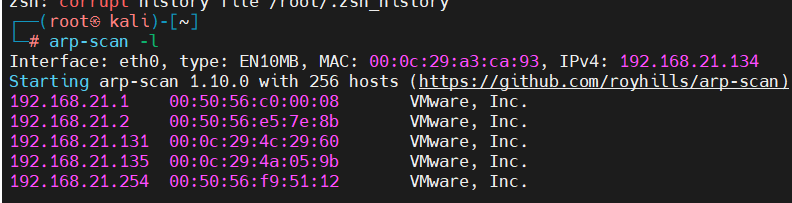 zsh: corrupt history file /root/.zsh_history
┌──(root㉿ kali)-[~]
└─# arp-scan -l
Interface: eth0, type: EN10MB, MAC: 00:0c:29:a3:ca:93, IPv4: 192.168.21.134
Starting arp-scan 1.10.0 with 256 hosts (https://github.com/royhills/arp-scan)
192.168.21.1    00:50:56:c0:00:08       VMware, Inc.
192.168.21.2    00:50:56:e5:7e:8b       VMware, Inc.
192.168.21.131  00:0c:29:4c:29:60       VMware, Inc.
192.168.21.135  00:0c:29:4a:05:9b       VMware, Inc.
192.168.21.254  00:50:56:f9:51:12       VMware, Inc.